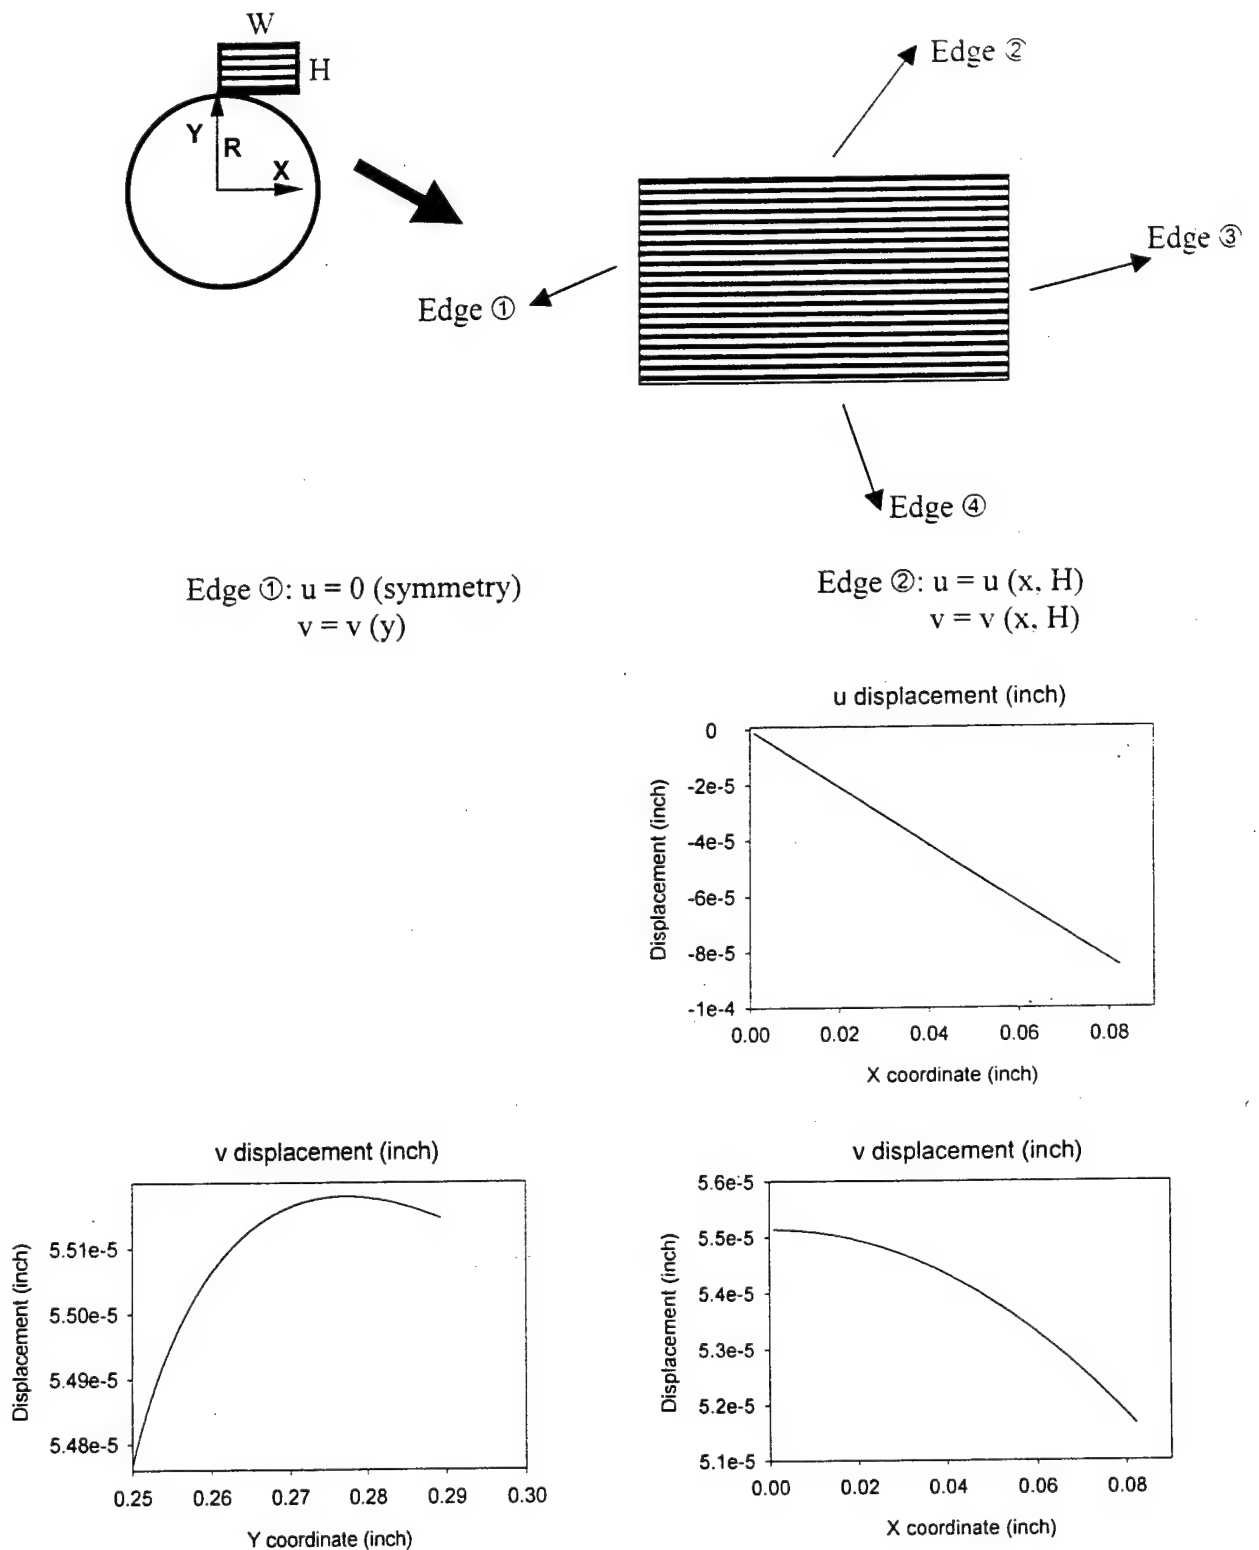 W
H
Y
R
X
Edge ②
Edge ③
Edge ①
Edge ④
Edge ①: u = 0 (symmetry)
v = v (y)
Edge ②: u = u (x, H)
v = v (x, H)
u displacement (inch)
Displacement (inch)
0
-2e-5
-4e-5
-6e-5
-8e-5
-1e-4
0.00 0.02 0.04 0.06 0.08
X coordinate (inch)
v displacement (inch)
Displacement (inch)
5.51e-5
5.50e-5
5.49e-5
5.48e-5
0.25 0.26 0.27 0.28 0.29 0.30
Y coordinate (inch)
v displacement (inch)
Displacement (inch)
5.6e-5
5.5e-5
5.4e-5
5.3e-5
5.2e-5
5.1e-5
0.00 0.02 0.04 0.06 0.08
X coordinate (inch)